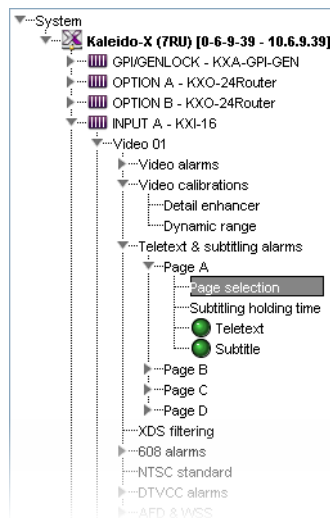 System
Kaleido-X (7RU) [0-6-9-39 - 10.6.9.39]
GPI/GENLOCK - KXA-GPI-GEN
OPTION A - KXO-24Router
OPTION B - KXO-24Router
INPUT A - KXI-16
Video 01
Video alarms
Video calibrations
Detail enhancer
Dynamic range
Teletext & subtitling alarms
Page A
Page selection
Subtitling holding time
Teletext
Subtitle
Page B
Page C
Page D
XDS filtering
608 alarms
NTSC standard
DTVCC alarms
AFD & WSS